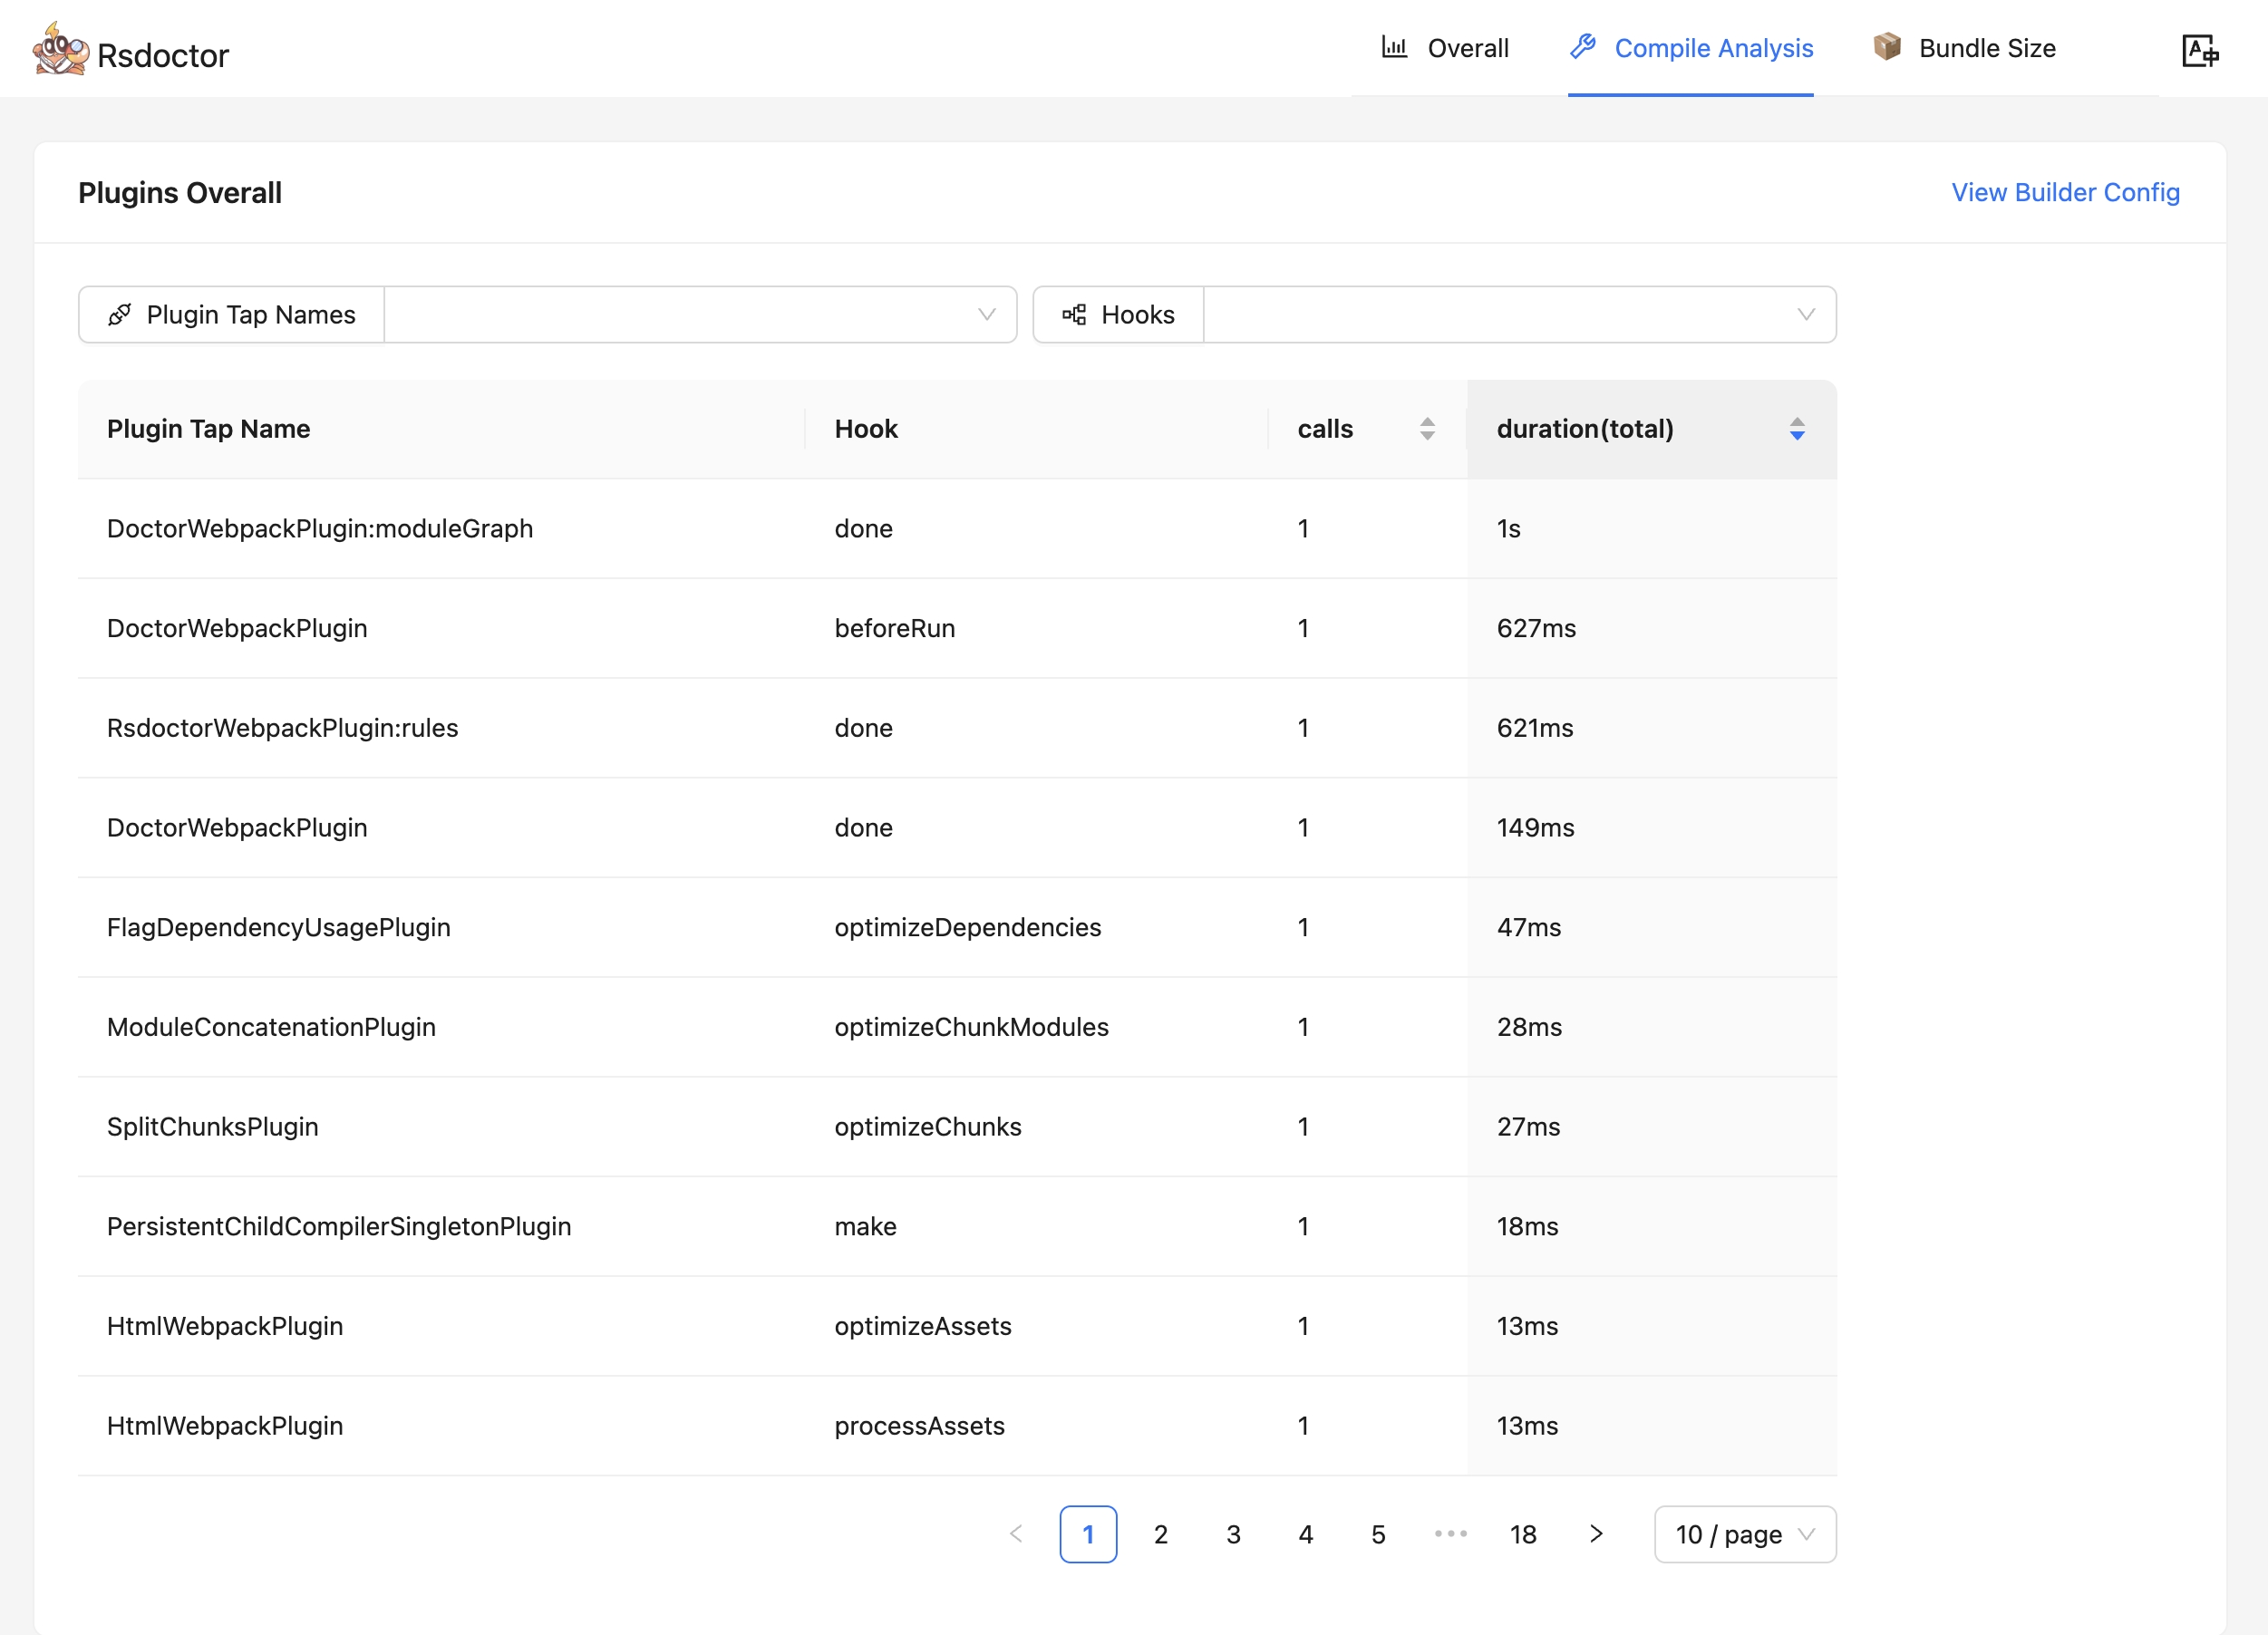 Rsdoctor
Overall
Compile Analysis
Bundle Size
Plugins Overall
View Builder Config
Plugin Tap Names
Hooks
Plugin Tap Name Hook calls duration(total)
DoctorWebpackPlugin:moduleGraph done 1 1s
DoctorWebpackPlugin beforeRun 1 627ms
RsdoctorWebpackPlugin:rules done 1 621ms
DoctorWebpackPlugin done 1 149ms
FlagDependencyUsagePlugin optimizeDependencies 1 47ms
ModuleConcatenationPlugin optimizeChunkModules 1 28ms
SplitChunksPlugin optimizeChunks 1 27ms
PersistentChildCompilerSingletonPlugin make 1 18ms
HtmlWebpackPlugin optimizeAssets 1 13ms
HtmlWebpackPlugin processAssets 1 13ms
< 1 2 3 4 5 ••• 18 > 10 / page